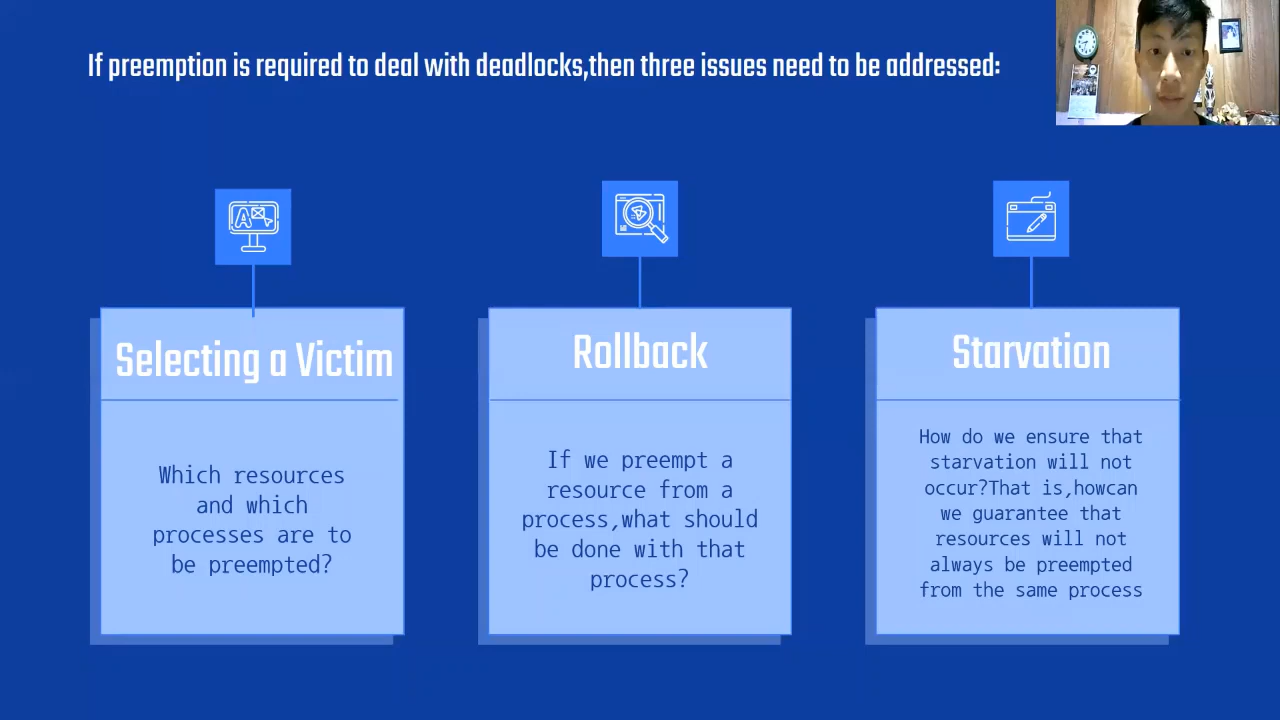 If preemption is required to deal with deadlocks,then three issues need to be addressed:
Selecting a Victim
Which resources
and which
processes are to
be preempted?
Rollback
If we preempt a
resource from a
process,what should
be done with that
process?
Starvation
How do we ensure that
starvation will not
occur?That is,howcan
we guarantee that
resources will not
always be preempted
from the same process